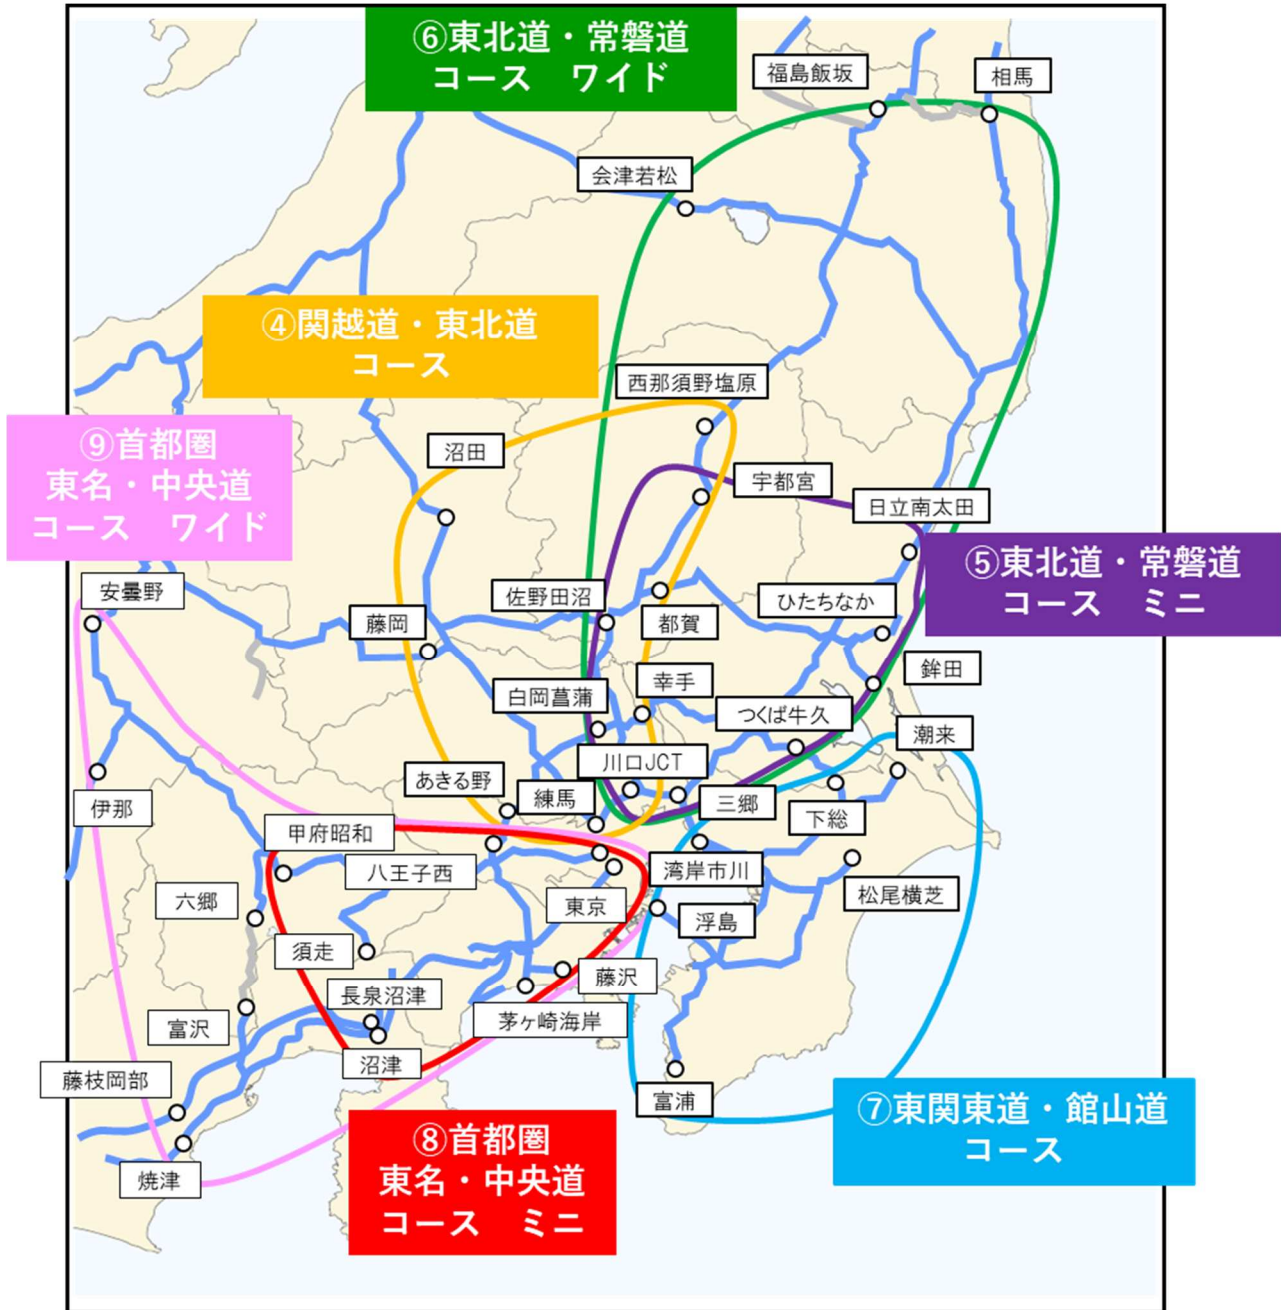 ⑥東北道・常磐道
コース ワイド
福島飯坂
相馬
会津若松
④関越道・東北道
コース
西那須野塩原
沼田
⑨首都圏
東名・中央道
コース ワイド
宇都宮
日立南太田
⑤東北道・常磐道
コース ミニ
安曇野
佐野田沼
ひたちなか
藤岡
都賀
鉾田
白岡菖蒲
幸手
つくば牛久
潮来
川口JCT
あきる野
練馬
三郷
下総
伊那
甲府昭和
八王子西
湾岸市川
松尾横芝
六郷
東京
浮島
須走
藤沢
長泉沼津
茅ヶ崎海岸
富沢
沼津
藤枝岡部
富浦
⑦東関東道・館山道
コース
⑧首都圏
東名・中央道
コース ミニ
焼津